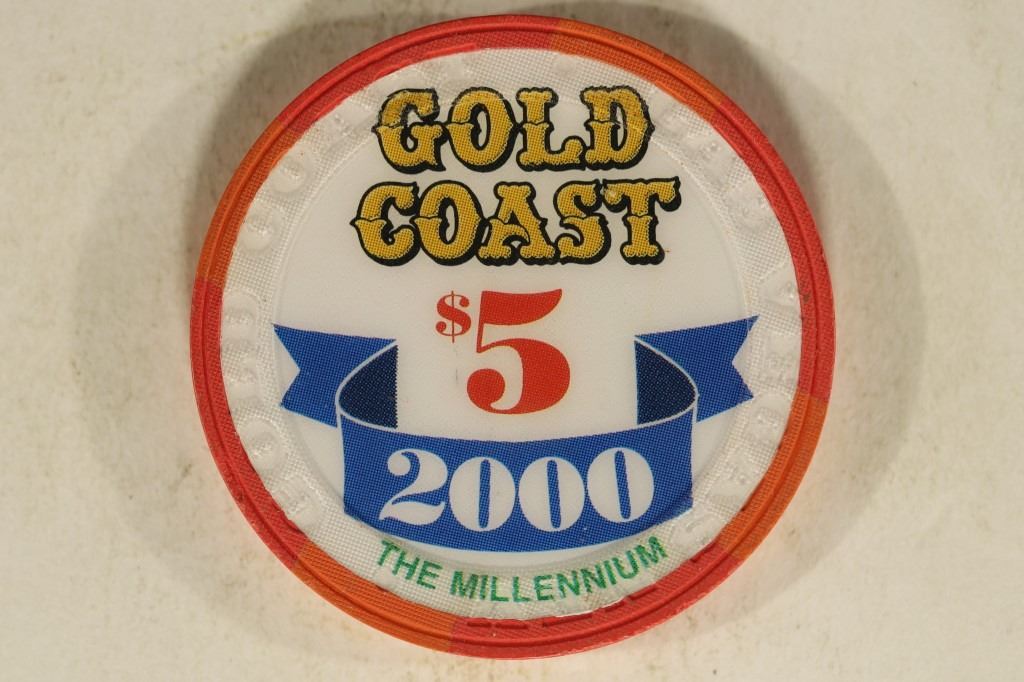 GOLD
COAST
$5
2000
THE MILLENNIUM